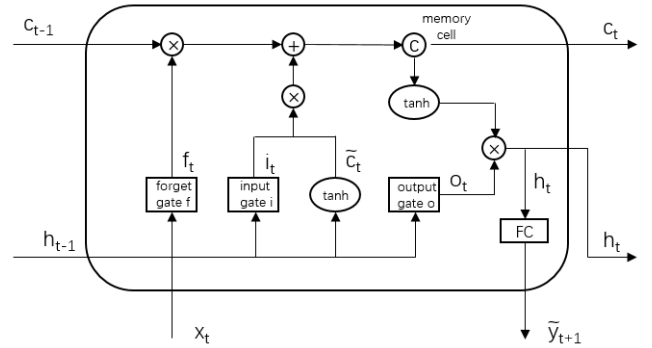 c_{t-1}
memory
cell
c_t
×
+
C
×
tanh
×
f_t
i_t
c̃_t
o_t
h_t
forget
gate f
input
gate i
tanh
output
gate o
FC
h_{t-1}
h_t
x_t
ỹ_{t+1}